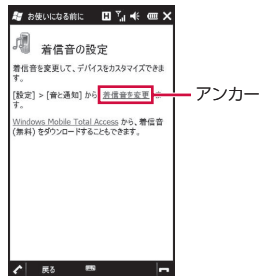 お使いになる前に
着信音の設定
着信音を変更して、デバイスをカスタマイズできま
す。
[設定] > [音と通知] から 着信音を変更 ま
す。
アンカー
Windows Mobile Total Access から、着信音
(無料) をダウンロードすることもできます。
戻る